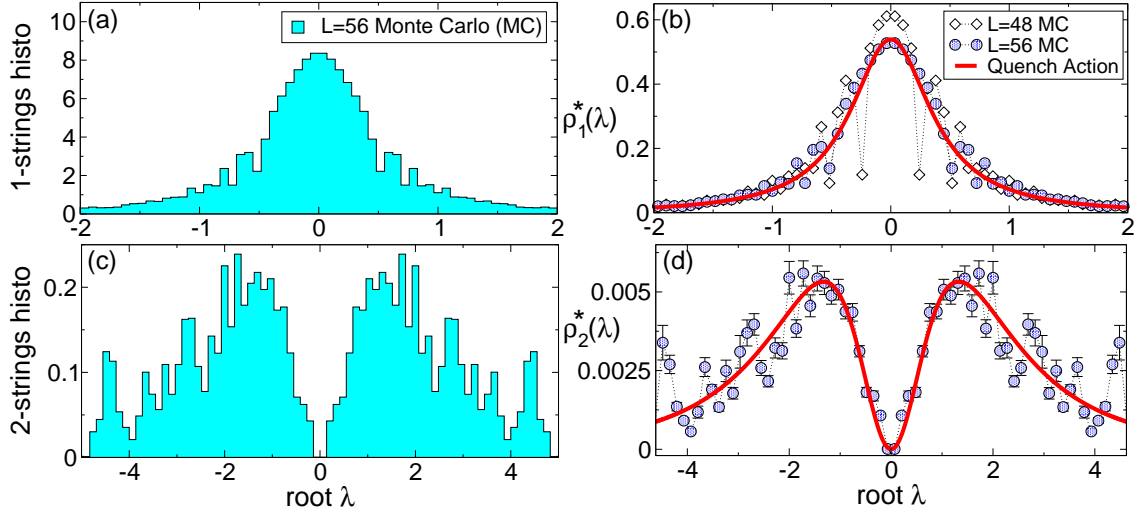 (a)
L=56 Monte Carlo (MC)
1-strings histo
10
8
6
4
2
0
-2
-1
0
1
2
(b)
L=48 MC
L=56 MC
Quench Action
ρ*1(λ)
0.6
0.4
0.2
0
-2
-1
0
1
2
(c)
2-strings histo
0.2
0.1
0
-4
-2
0
2
4
root λ
(d)
ρ*2(λ)
0.005
0.0025
0
-4
-2
0
2
4
root λ